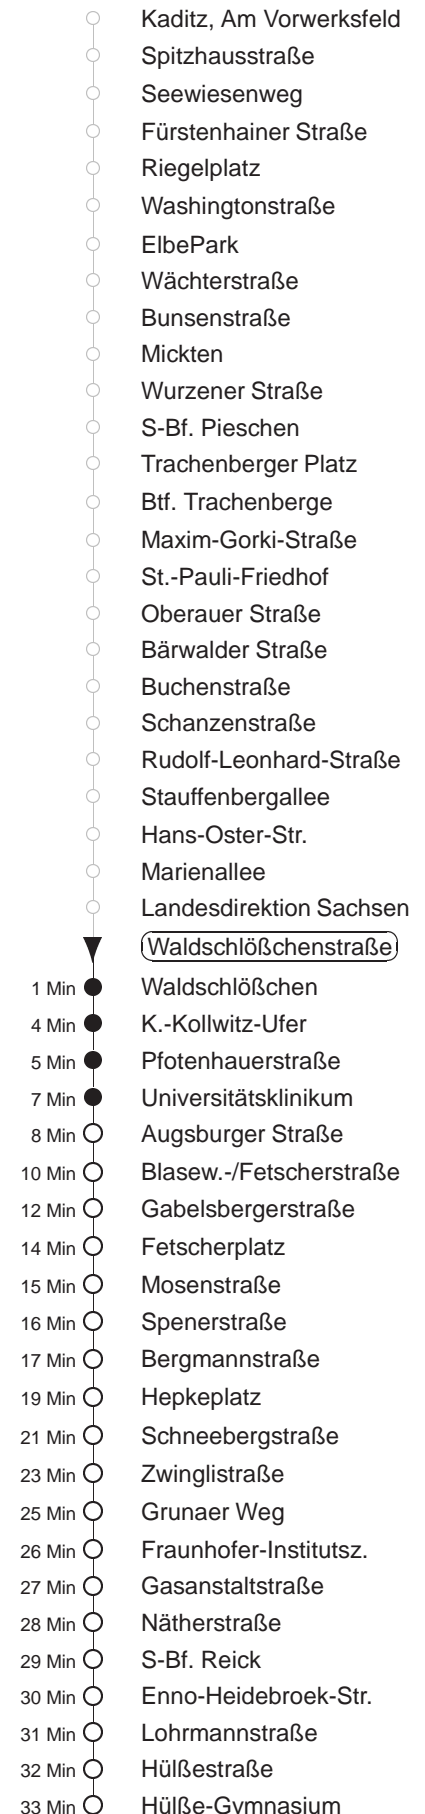 Kaditz, Am Vorwerksfeld
Spitzhausstraße
Seewiesenweg
Fürstenhainer Straße
Riegelplatz
Washingtonstraße
ElbePark
Wächterstraße
Bunsenstraße
Mickten
Wurzener Straße
S-Bf. Pieschen
Trachenberger Platz
Btf. Trachenberge
Maxim-Gorki-Straße
St.-Pauli-Friedhof
Oberauer Straße
Bärwalder Straße
Buchenstraße
Schanzenstraße
Rudolf-Leonhard-Straße
Stauffenbergallee
Hans-Oster-Str.
Marienallee
Landesdirektion Sachsen
Waldschlößchenstraße
1 Min Waldschlößchen
4 Min K.-Kollwitz-Ufer
5 Min Pfotenhauerstraße
7 Min Universitätsklinikum
8 Min Augsburger Straße
10 Min Blasew.-/Fetscherstraße
12 Min Gabelsbergerstraße
14 Min Fetscherplatz
15 Min Mosenstraße
16 Min Spenerstraße
17 Min Bergmannstraße
19 Min Hepkeplatz
21 Min Schneebergstraße
23 Min Zwinglistraße
25 Min Grunaer Weg
26 Min Fraunhofer-Institutsz.
27 Min Gasanstaltstraße
28 Min Nätherstraße
29 Min S-Bf. Reick
30 Min Enno-Heidebroek-Str.
31 Min Lohrmannstraße
32 Min Hülßestraße
33 Min Hülße-Gymnasium